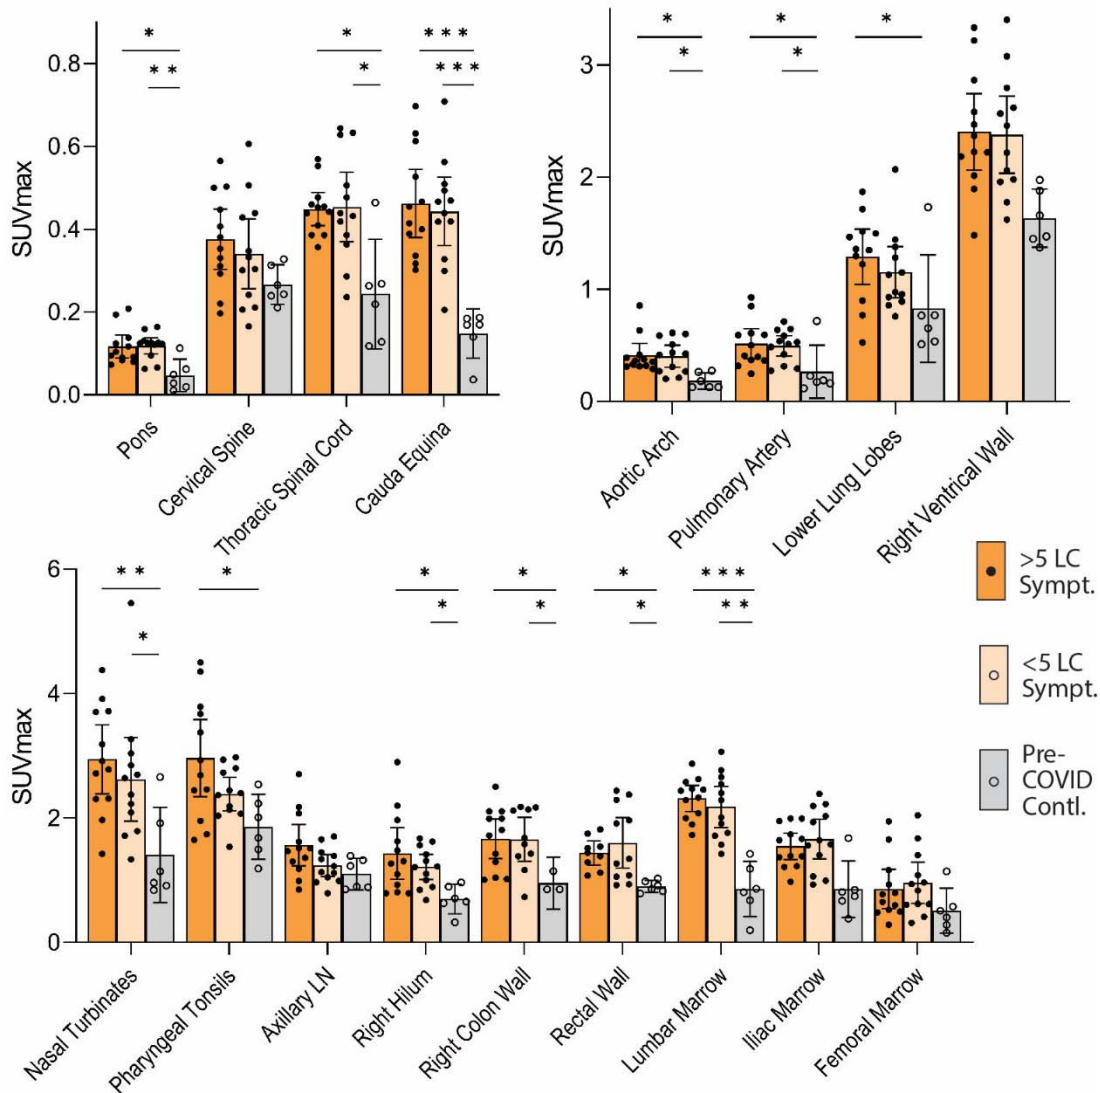 0.8
0.6
0.4
0.2
0.0
SUVmax
*
* *
*
*
* * *
* * *
Pons
Cervical Spine
Thoracic Spinal Cord
Cauda Equina
3
2
1
0
SUVmax
*
*
*
*
*
Aortic Arch
Pulmonary Artery
Lower Lung Lobes
Right Ventrical Wall
6
4
2
0
SUVmax
* *
*
*
*
*
*
*
*
*
* * *
* *
Nasal Turbinates
Pharyngeal Tonsils
Axillary LN
Right Hilum
Right Colon Wall
Rectal Wall
Lumbar Marrow
Iliac Marrow
Femoral Marrow
>5 LC
Sympt.
<5 LC
Sympt.
Pre-
COVID
Contl.